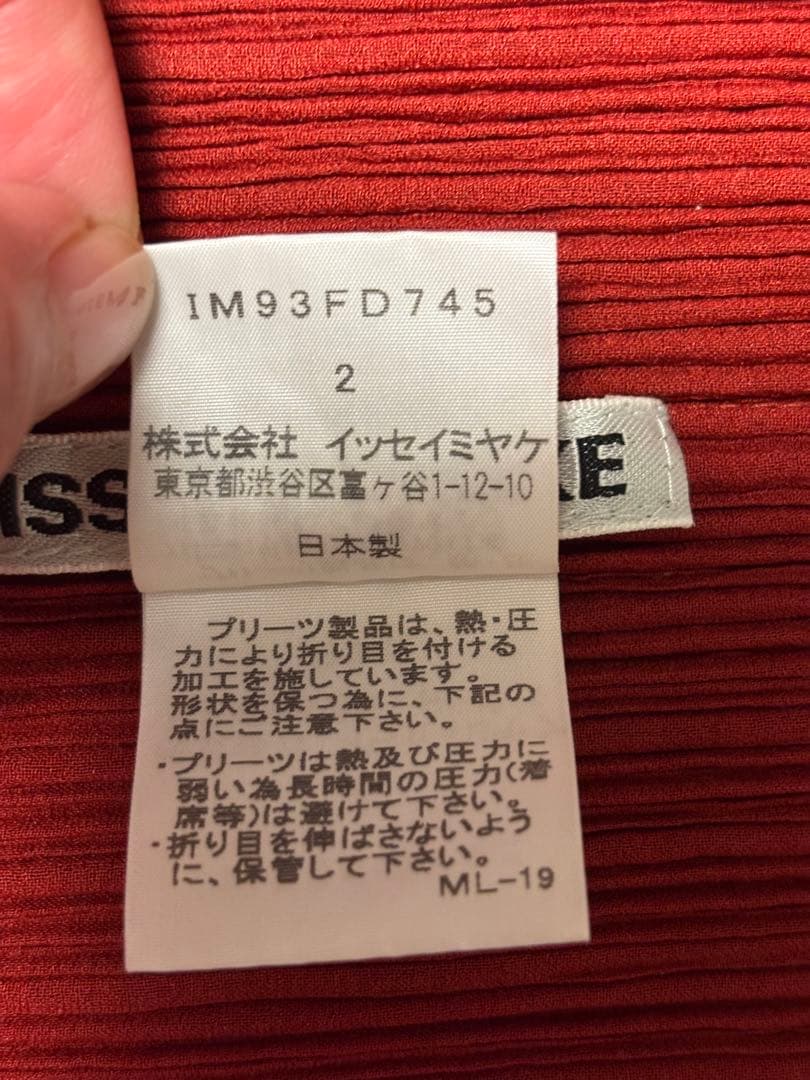 IM93FD745
2
株式会社 イッセイミヤケ
東京都渋谷区富ヶ谷1-12-10
ISS KE
日本製
プリーツ製品は、熱・圧
力により折り目を付ける
加工を施しています。
形状を保つ為に、下記の
点にご注意下さい。
・プリーツは熱及び圧力に
弱い為長時間の圧力(着
席等)は避けて下さい。
・折り目を伸ばさないよう
に、保管して下さい。
ML-19